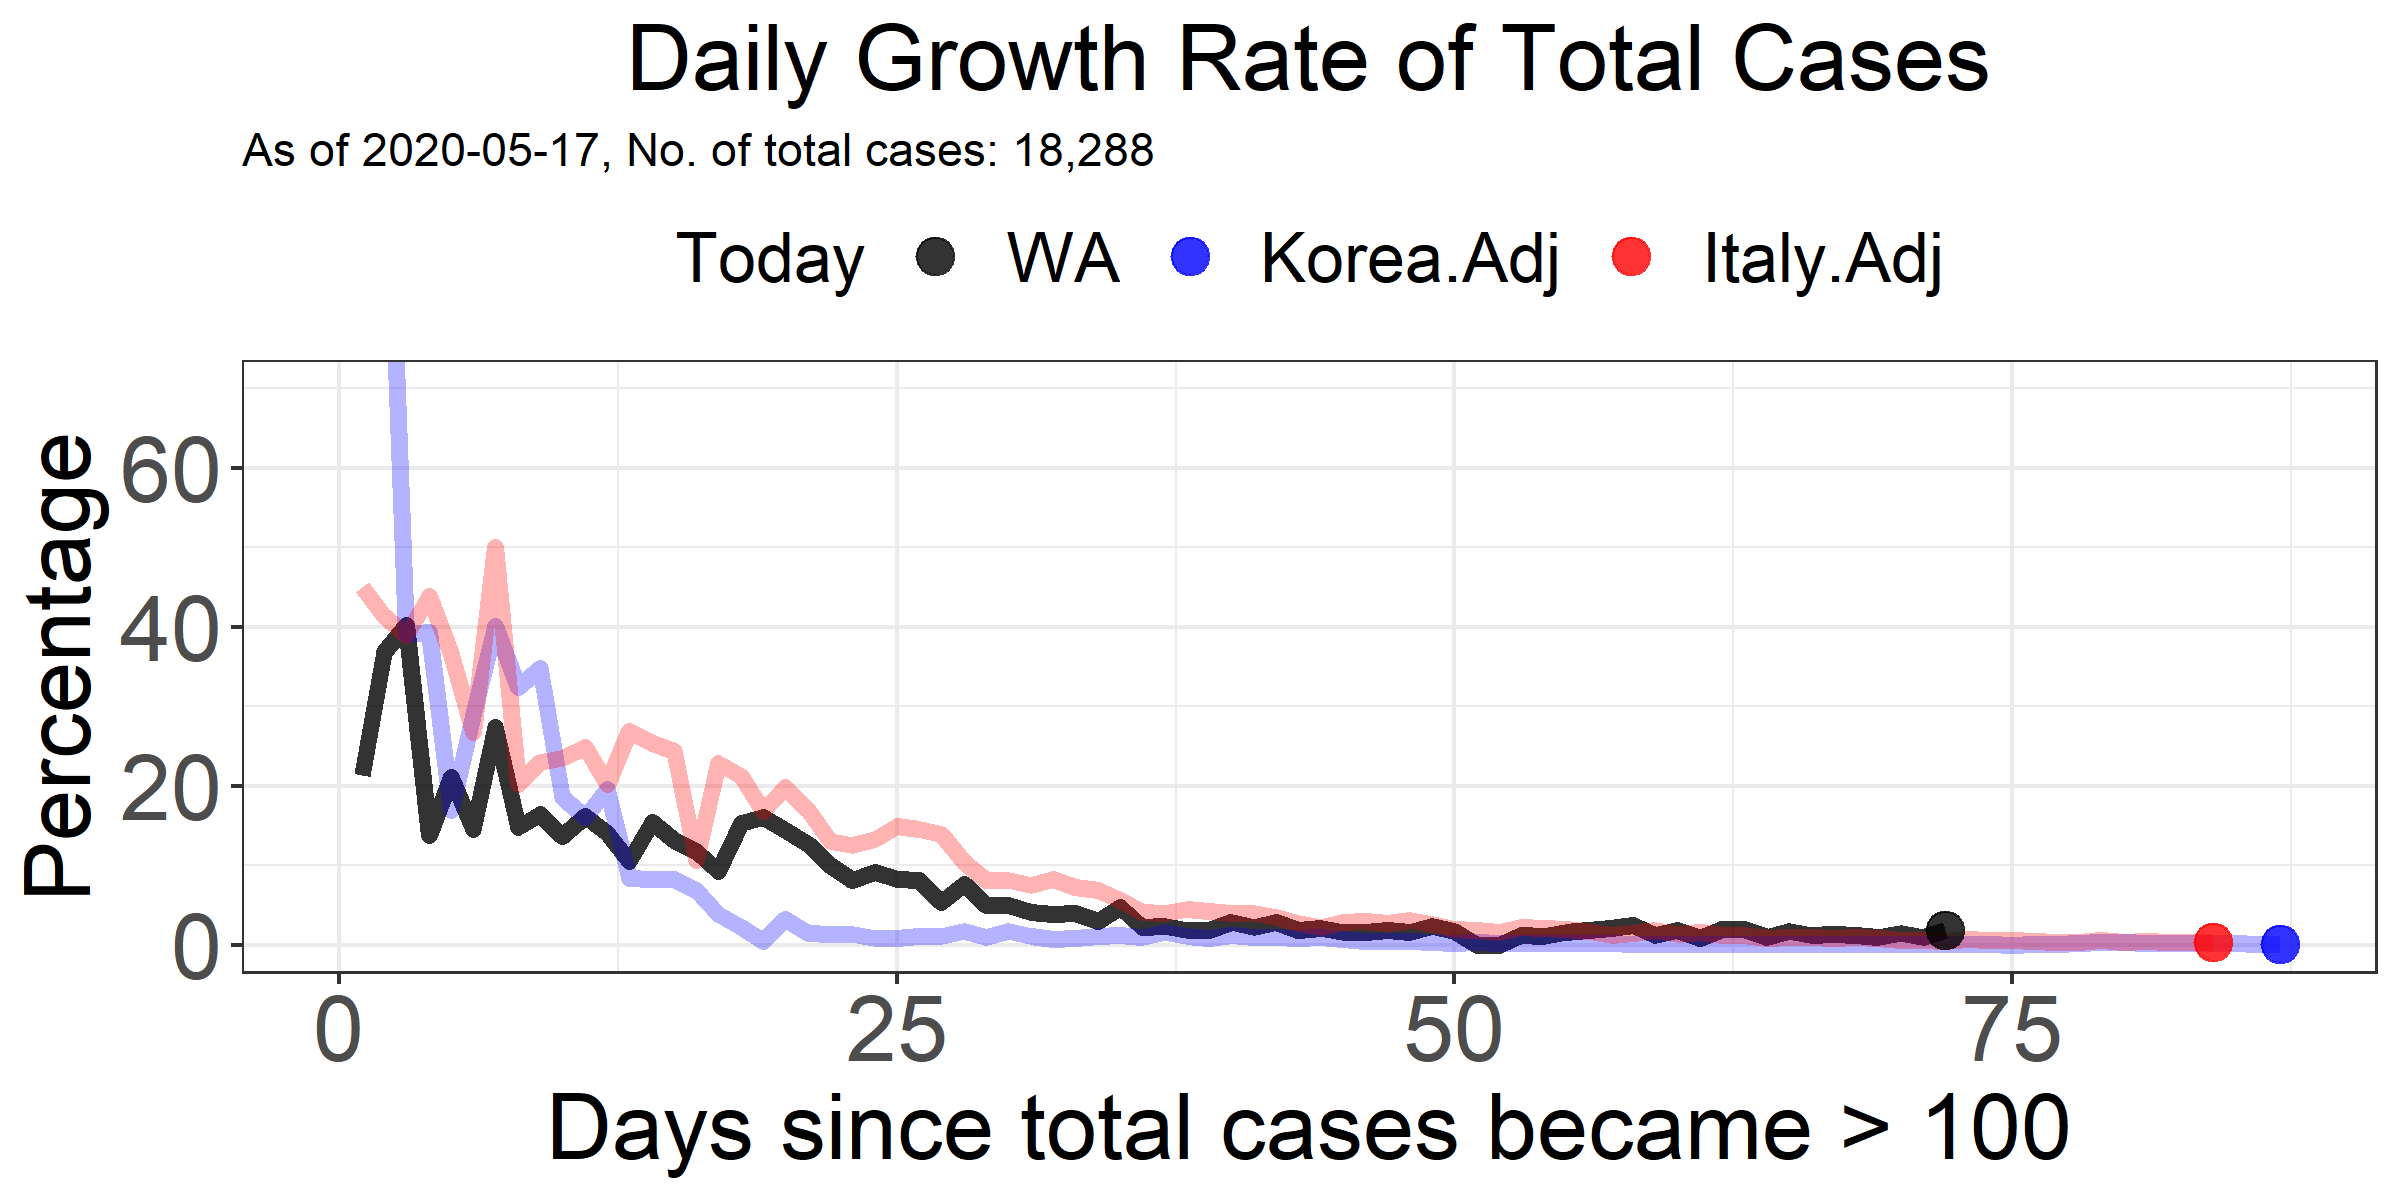 Daily Growth Rate of Total Cases
As of 2020-05-17, No. of total cases: 18,288
Today WA Korea.Adj Italy.Adj
Percentage
60
40
20
0
0 25 50 75
Days since total cases became > 100